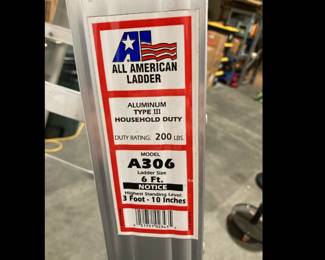 AL
ALL AMERICAN
LADDER
ALUMINUM
TYPE III
HOUSEHOLD DUTY
DUTY RATING: 200 LBS.
MODEL
A306
Ladder Size
6 Ft.
NOTICE
Highest Standing Level:
3 Foot - 10 Inches